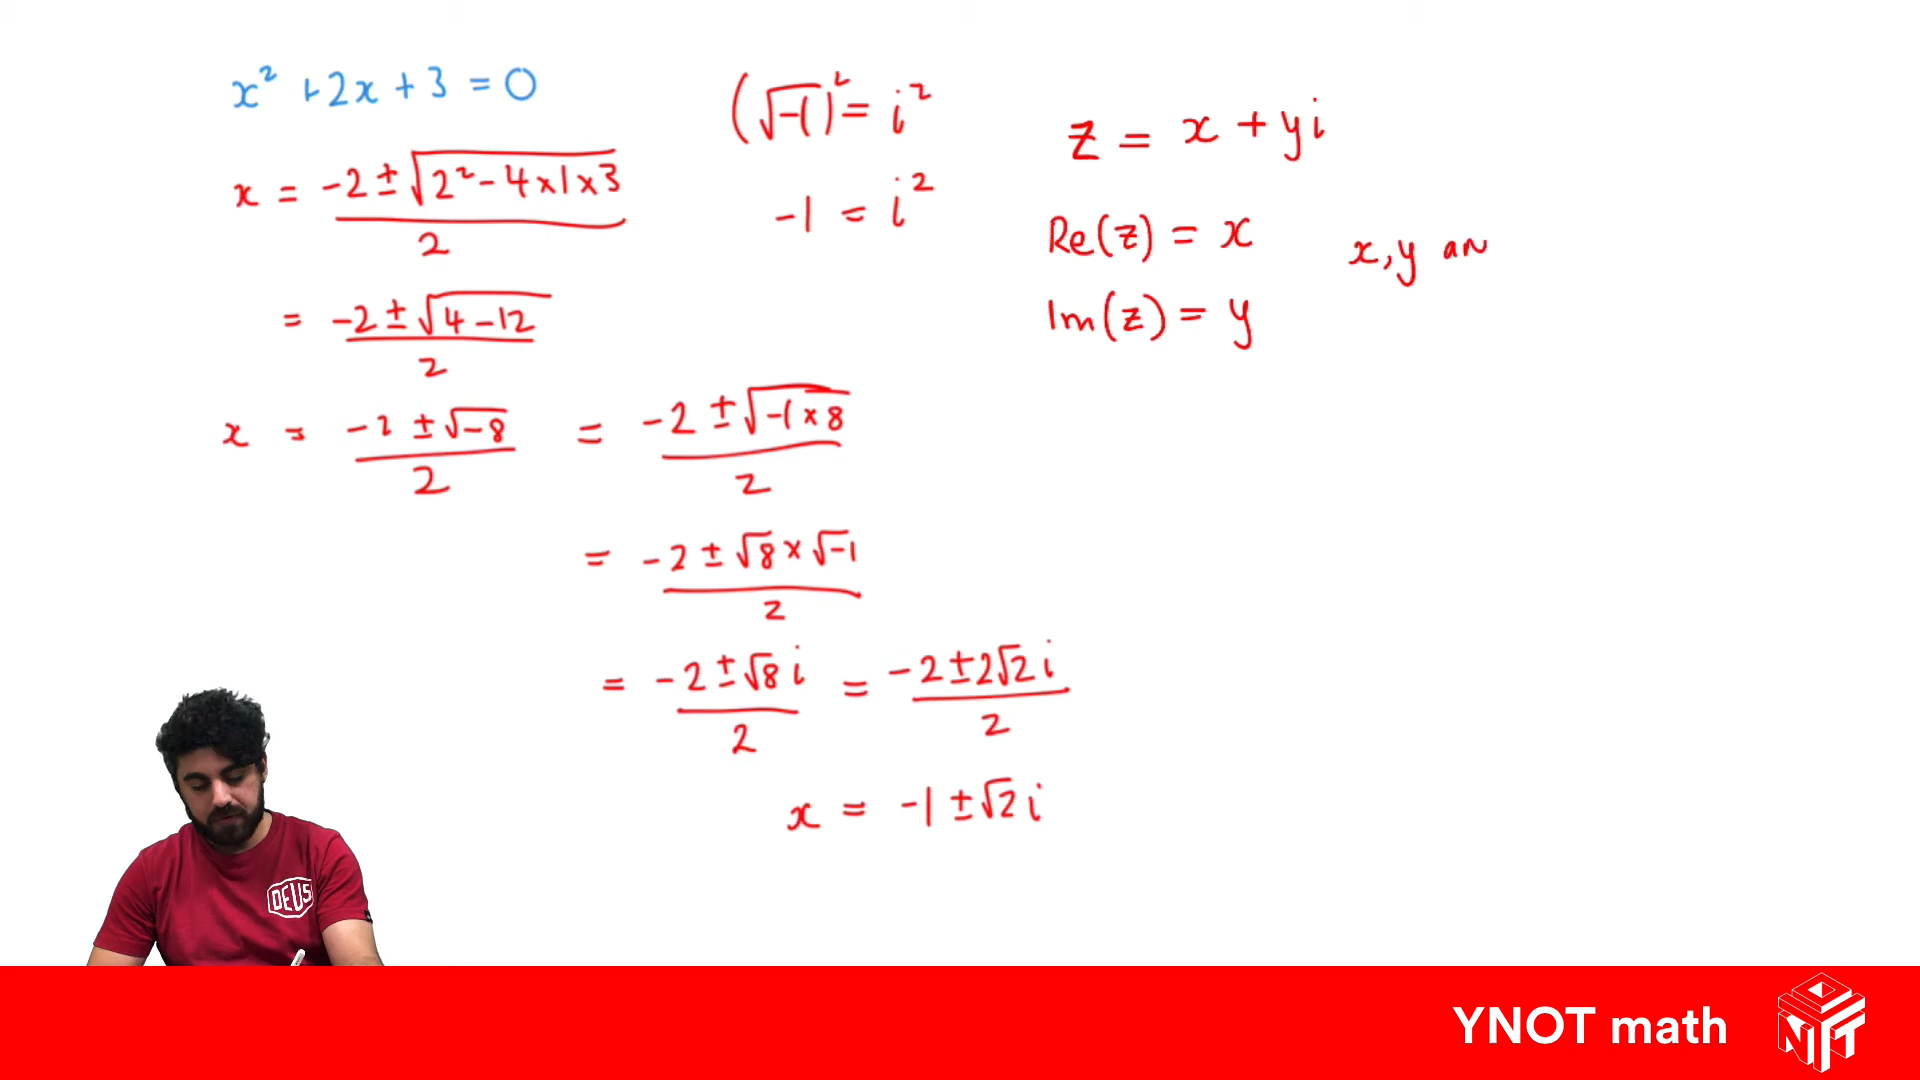 x² + 2x + 3 = 0
x = (-2 ± √(2² - 4×1×3)) / 2
= (-2 ± √(4 - 12)) / 2
x = (-2 ± √-8) / 2 = (-2 ± √(-1×8)) / 2
= (-2 ± √8 × √-1) / 2
= (-2 ± √8 i) / 2 = (-2 ± 2√2 i) / 2
x = -1 ± √2 i
(√-1)² = i²
-1 = i²
z = x + yi
Re(z) = x
Im(z) = y
x, y ar
DEUS
YNOT math
YNOT